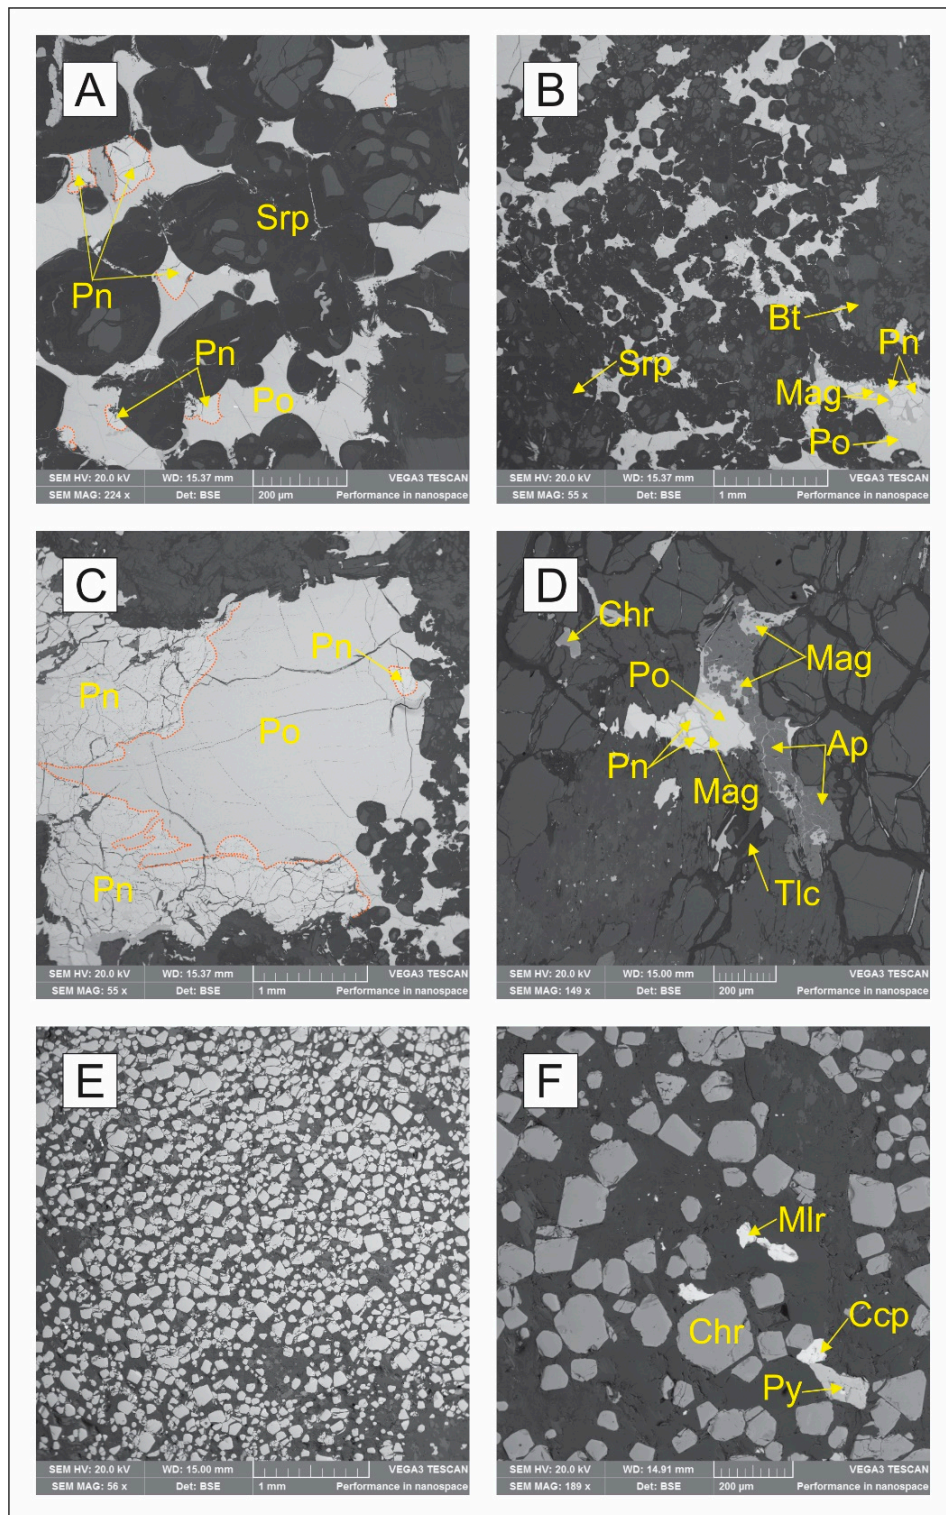 A
Srp
Pn
Pn
Po
SEM HV: 20.0 kV WD: 15.37 mm VEGA3 TESCAN
SEM MAG: 224 x Det: BSE 200 µm Performance in nanospace
B
Bt
Pn
Srp
Mag
Po
SEM HV: 20.0 kV WD: 15.37 mm VEGA3 TESCAN
SEM MAG: 55 x Det: BSE 1 mm Performance in nanospace
C
Pn
Pn
Po
Pn
SEM HV: 20.0 kV WD: 15.37 mm VEGA3 TESCAN
SEM MAG: 55 x Det: BSE 1 mm Performance in nanospace
D
Chr
Mag
Po
Ap
Pn
Mag
Tlc
SEM HV: 20.0 kV WD: 15.00 mm VEGA3 TESCAN
SEM MAG: 149 x Det: BSE 200 µm Performance in nanospace
E
SEM HV: 20.0 kV WD: 15.00 mm VEGA3 TESCAN
SEM MAG: 56 x Det: BSE 1 mm Performance in nanospace
F
Mlr
Ccp
Chr
Py
SEM HV: 20.0 kV WD: 14.91 mm VEGA3 TESCAN
SEM MAG: 189 x Det: BSE 200 µm Performance in nanospace